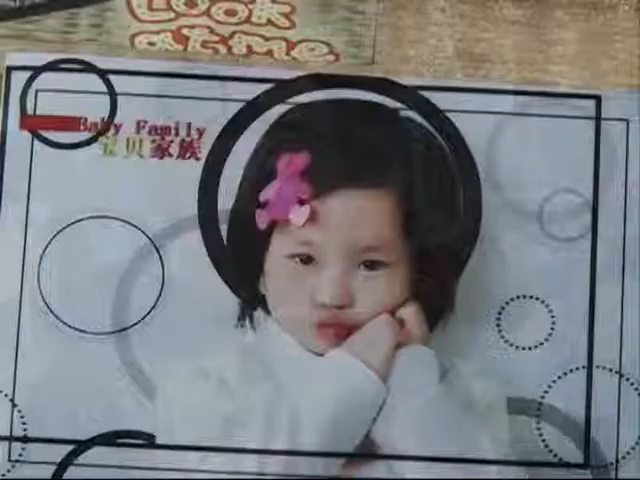 Look
at me
Baby Family
宝贝家族